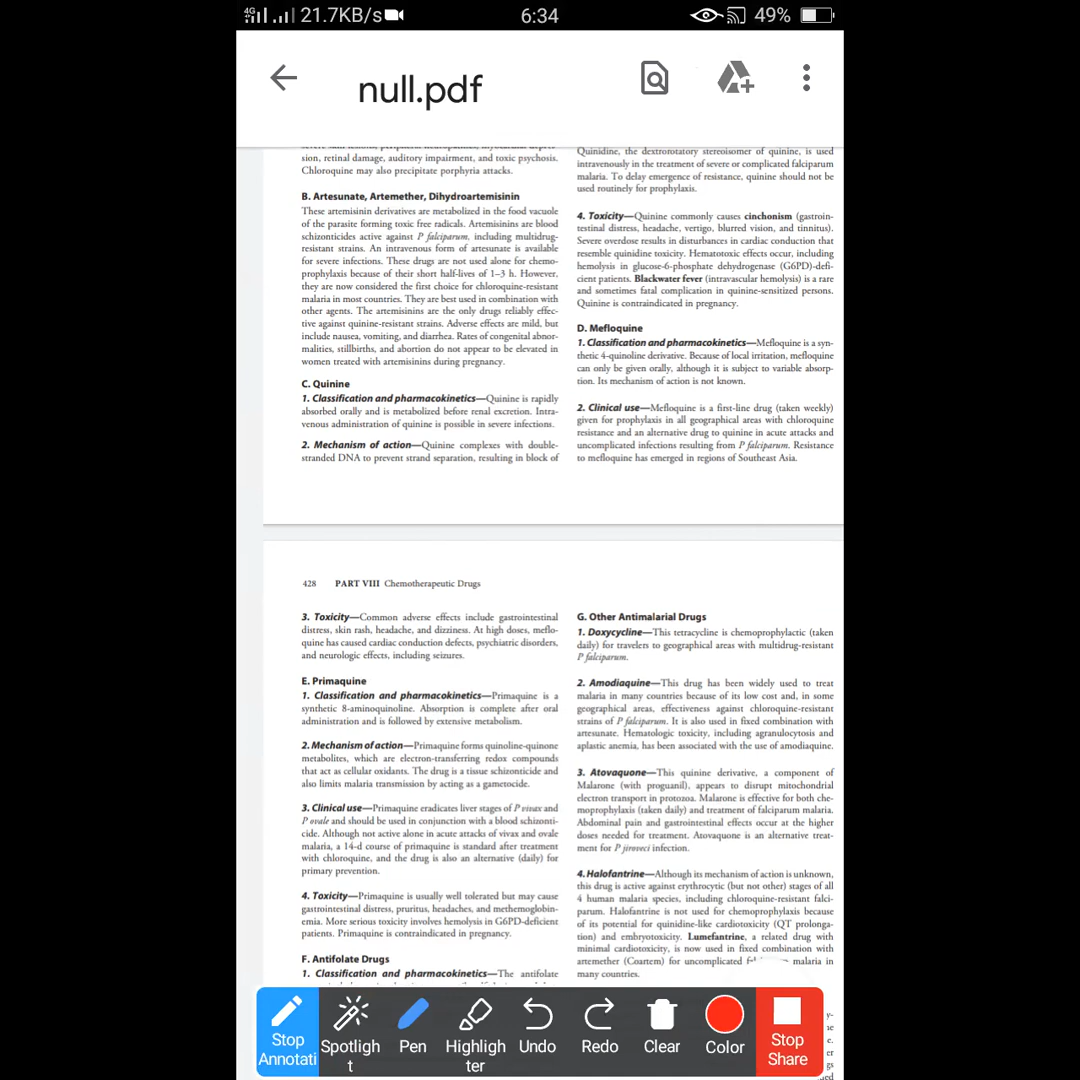 4G 21.7KB/s 6:34 49%
null.pdf
sion, retinal damage, auditory impairment, and toxic psychosis.
Chloroquine may also precipitate porphyria attacks.
B. Artesunate, Artemether, Dihydroartemisinin
These artemisinin derivatives are metabolized in the food vacuole
of the parasite forming toxic free radicals. Artemisinins are blood
schizonticides active against P falciparum, including multidrug-
resistant strains. An intravenous form of artesunate is available
for severe infections. These drugs are not used alone for chemo-
prophylaxis because of their short half-lives of 1–3 h. However,
they are now considered the first choice for chloroquine-resistant
malaria in most countries. They are best used in combination with
other agents. The artemisinins are the only drugs reliably effec-
tive against quinine-resistant strains. Adverse effects are mild, but
include nausea, vomiting, and diarrhea. Rates of congenital abnor-
malities, stillbirths, and abortion do not appear to be elevated in
women treated with artemisinins during pregnancy.
C. Quinine
1. Classification and pharmacokinetics—Quinine is rapidly
absorbed orally and is metabolized before renal excretion. Intra-
venous administration of quinine is possible in severe infections.
2. Mechanism of action—Quinine complexes with double-
stranded DNA to prevent strand separation, resulting in block of
Quinidine, the dextrorotatory stereoisomer of quinine, is used
intravenously in the treatment of severe or complicated falciparum
malaria. To delay emergence of resistance, quinine should not be
used routinely for prophylaxis.
4. Toxicity—Quinine commonly causes cinchonism (gastroin-
testinal distress, headache, vertigo, blurred vision, and tinnitus).
Severe overdose results in disturbances in cardiac conduction that
resemble quinidine toxicity. Hematotoxic effects occur, including
hemolysis in glucose-6-phosphate dehydrogenase (G6PD)-defi-
cient patients. Blackwater fever (intravascular hemolysis) is a rare
and sometimes fatal complication in quinine-sensitized persons.
Quinine is contraindicated in pregnancy.
D. Mefloquine
1. Classification and pharmacokinetics—Mefloquine is a syn-
thetic 4-quinoline derivative. Because of local irritation, mefloquine
can only be given orally, although it is subject to variable absorp-
tion. Its mechanism of action is not known.
2. Clinical use—Mefloquine is a first-line drug (taken weekly)
given for prophylaxis in all geographical areas with chloroquine
resistance and an alternative drug to quinine in acute attacks and
uncomplicated infections resulting from P falciparum. Resistance
to mefloquine has emerged in regions of Southeast Asia.
428 PART VIII Chemotherapeutic Drugs
3. Toxicity—Common adverse effects include gastrointestinal
distress, skin rash, headache, and dizziness. At high doses, meflo-
quine has caused cardiac conduction defects, psychiatric disorders,
and neurologic effects, including seizures.
E. Primaquine
1. Classification and pharmacokinetics—Primaquine is a
synthetic 8-aminoquinoline. Absorption is complete after oral
administration and is followed by extensive metabolism.
2. Mechanism of action—Primaquine forms quinoline-quinone
metabolites, which are electron-transferring redox compounds
that act as cellular oxidants. The drug is a tissue schizonticide and
also limits malaria transmission by acting as a gametocide.
3. Clinical use—Primaquine eradicates liver stages of P vivax and
P ovale and should be used in conjunction with a blood schizonti-
cide. Although not active alone in acute attacks of vivax and ovale
malaria, a 14-d course of primaquine is standard after treatment
with chloroquine, and the drug is also an alternative (daily) for
primary prevention.
4. Toxicity—Primaquine is usually well tolerated but may cause
gastrointestinal distress, pruritus, headaches, and methemoglobin-
emia. More serious toxicity involves hemolysis in G6PD-deficient
patients. Primaquine is contraindicated in pregnancy.
F. Antifolate Drugs
1. Classification and pharmacokinetics—The antifolate
G. Other Antimalarial Drugs
1. Doxycycline—This tetracycline is chemoprophylactic (taken
daily) for travelers to geographical areas with multidrug-resistant
P falciparum.
2. Amodiaquine—This drug has been widely used to treat
malaria in many countries because of its low cost and, in some
geographical areas, effectiveness against chloroquine-resistant
strains of P falciparum. It is also used in fixed combination with
artesunate. Hematologic toxicity, including agranulocytosis and
aplastic anemia, has been associated with the use of amodiaquine.
3. Atovaquone—This quinine derivative, a component of
Malarone (with proguanil), appears to disrupt mitochondrial
electron transport in protozoa. Malarone is effective for both che-
moprophylaxis (taken daily) and treatment of falciparum malaria.
Abdominal pain and gastrointestinal effects occur at the higher
doses needed for treatment. Atovaquone is an alternative treat-
ment for P jiroveci infection.
4. Halofantrine—Although its mechanism of action is unknown,
this drug is active against erythrocytic (but not other) stages of all
4 human malaria species, including chloroquine-resistant falci-
parum. Halofantrine is not used for chemoprophylaxis because
of its potential for quinidine-like cardiotoxicity (QT prolonga-
tion) and embryotoxicity. Lumefantrine, a related drug with
minimal cardiotoxicity, is now used in fixed combination with
artemether (Coartem) for uncomplicated malaria in
many countries.
Stop Annotati
Spotlight
Pen
Highlighter
Undo
Redo
Clear
Color
Stop Share